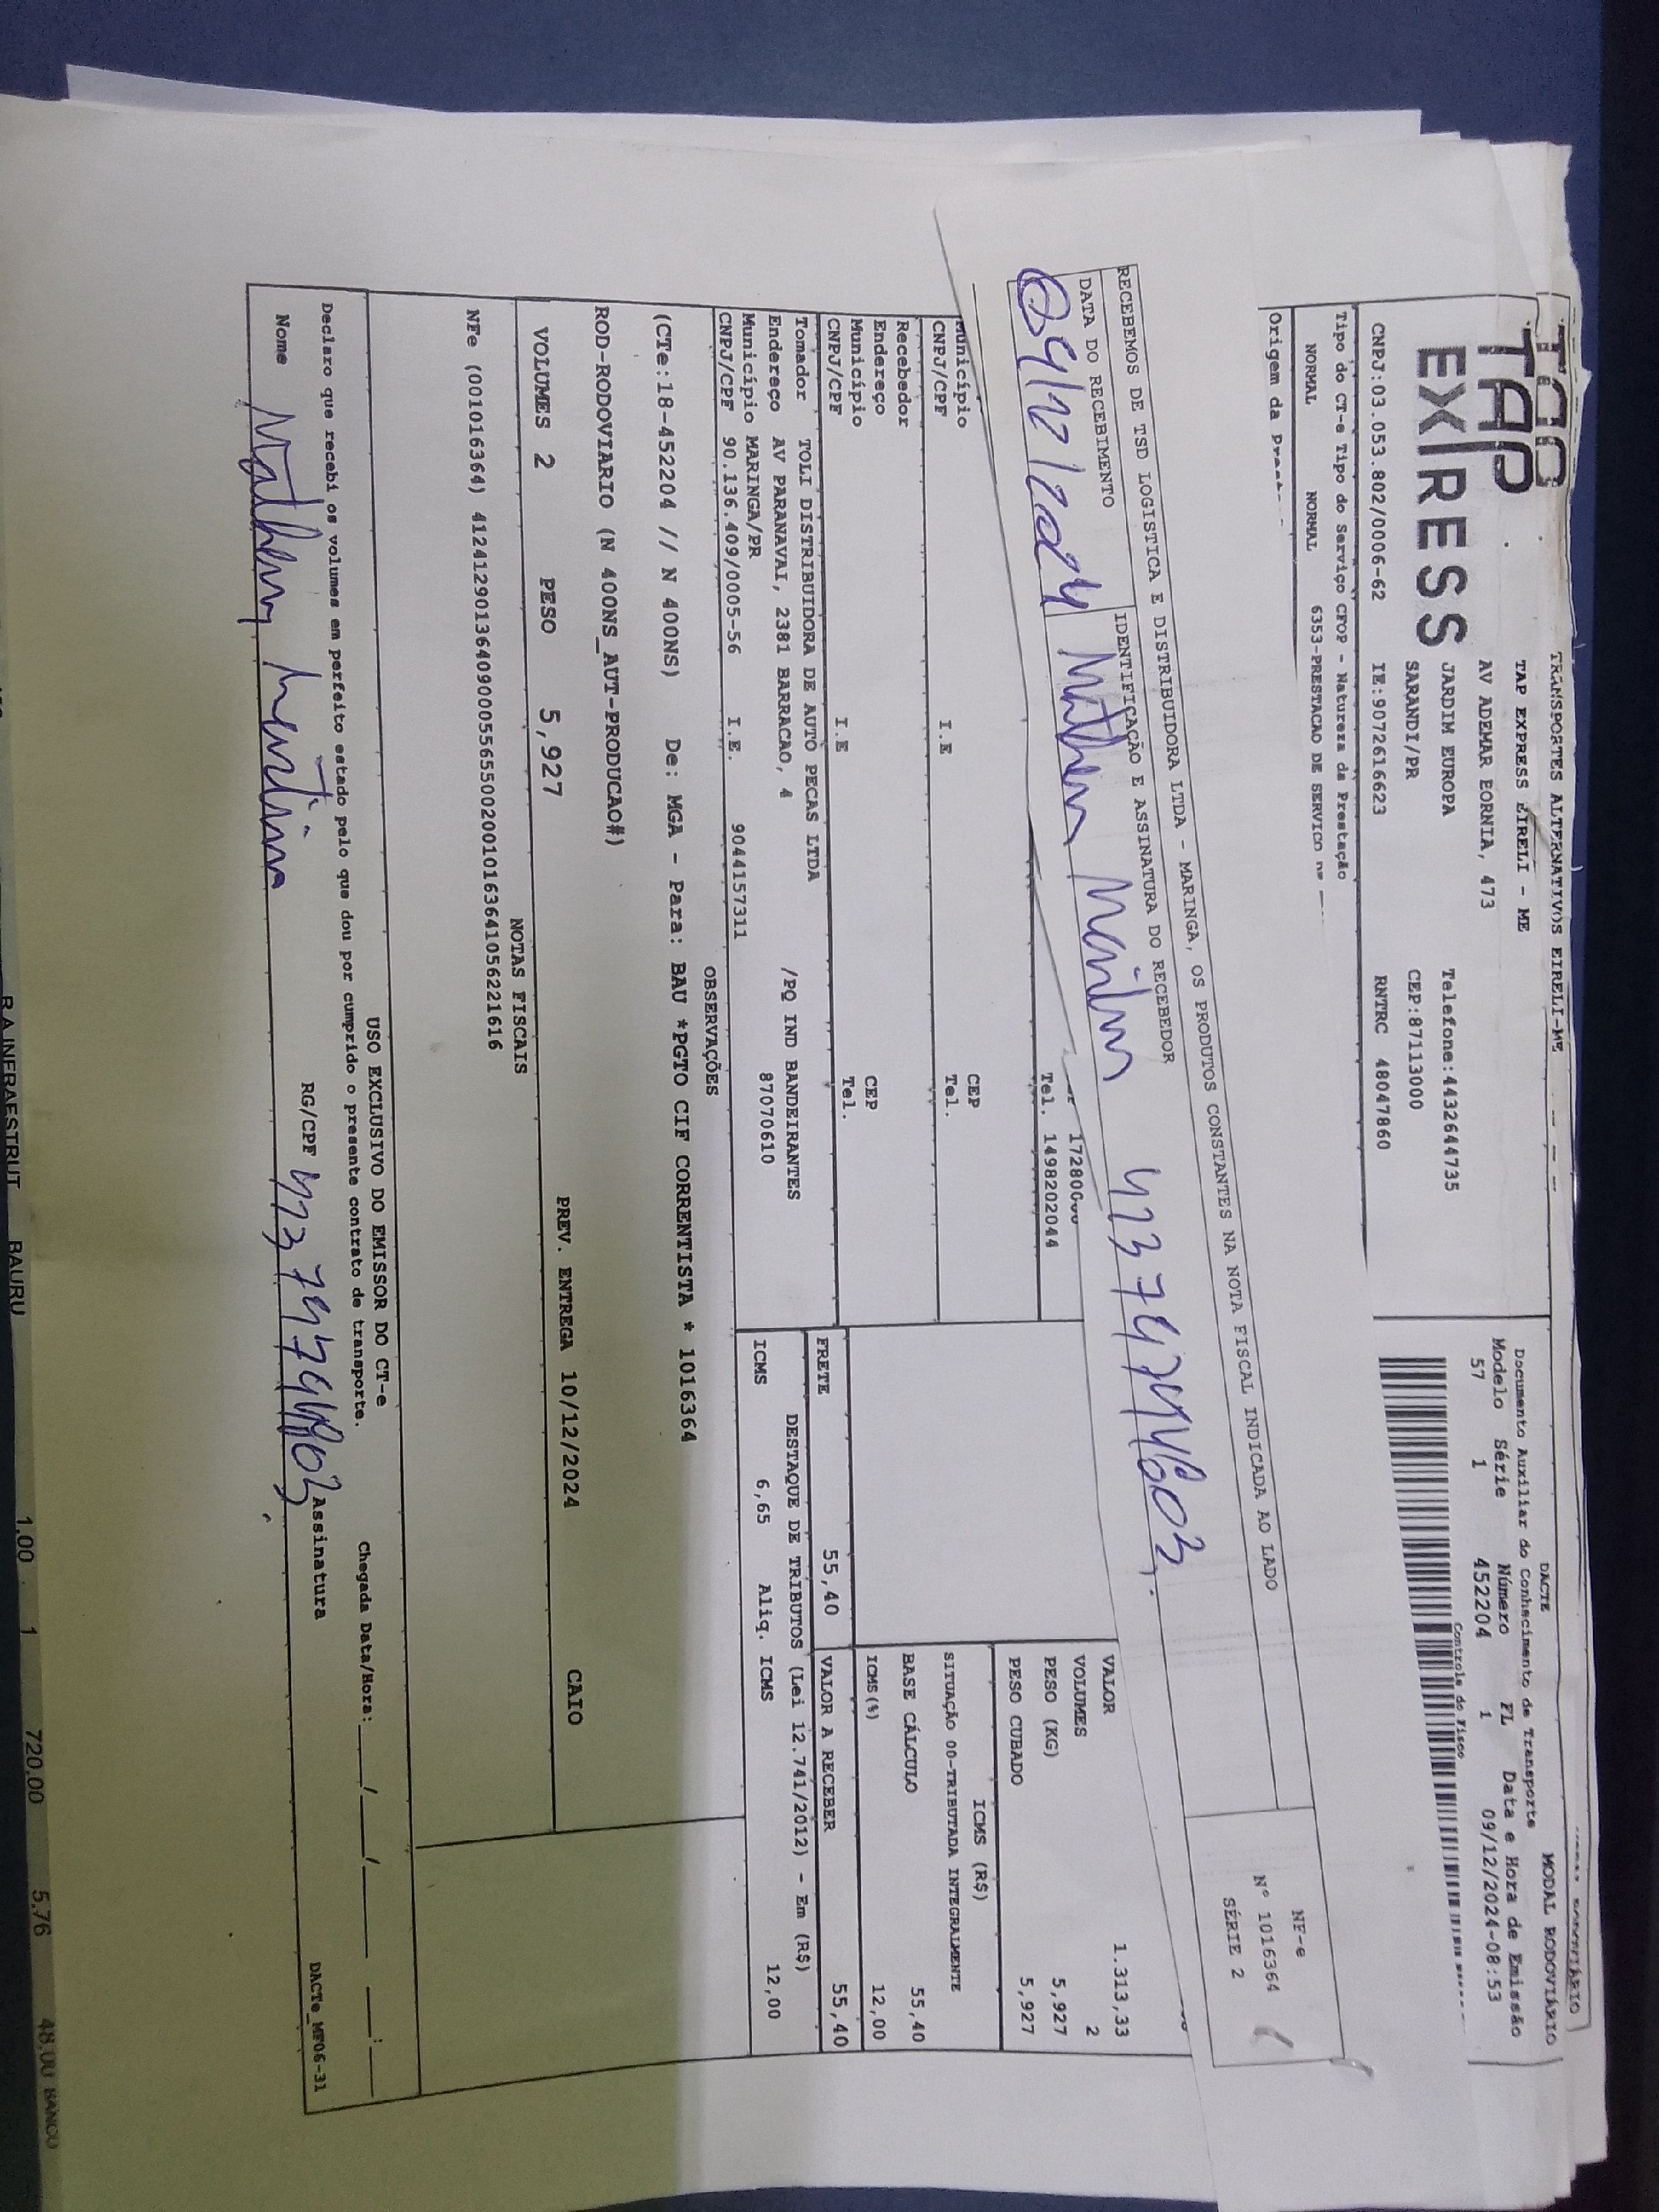 TRANSPORTES ALTERNATIVOS EIRELI-ME
TAP EXPRESS
TAP EXPRESS EIRELI - ME
AV ADEMAR BORNIA, 473
JARDIM EUROPA Telefone:4432644735
SARANDI/PR CEP:87113000
CNPJ:03.053.802/0006-62 IE:9072616623 RNTRC 48047860
DACTE MODAL RODOVIÁRIO
Documento Auxiliar do Conhecimento de Transporte
Modelo Série Número FL Data e Hora de Emissão
57 1 452204 1 09/12/2024-08:53
Controle do Fisco
Tipo do CT-e Tipo do Serviço CFOP - Natureza da Prestação
NORMAL NORMAL 6353-PRESTACAO DE SERVICO
Origem da
RECEBEMOS DE TSD LOGISTICA E DISTRIBUIDORA LTDA - MARINGA, OS PRODUTOS CONSTANTES NA NOTA FISCAL INDICADA AO LADO
DATA DO RECEBIMENTO IDENTIFICAÇÃO E ASSINATURA DO RECEBEDOR
09/12/2024
NF-e
Nº 1016364
SÉRIE 2
Tel. 1498202044
Município
CNPJ/CPF I.E CEP
Tel.
Recebedor
Endereço
Município CEP
CNPJ/CPF I.E Tel.
VALOR 1.313,33
VOLUMES 2
PESO (KG) 5,927
PESO CUBADO 5,927
ICMS (R$)
SITUAÇÃO 00-TRIBUTADA INTEGRALMENTE
BASE CÁLCULO 55,40
ICMS(%) 12,00
FRETE 55,40 VALOR A RECEBER 55,40
Tomador TOLI DISTRIBUIDORA DE AUTO PECAS LTDA
Endereço AV PARANAVAI, 2381 BARRACAO, 4 /PQ IND BANDEIRANTES
Município MARINGA/PR 87070610
CNPJ/CPF 90.136.409/0005-56 I.E. 9044157311
DESTAQUE DE TRIBUTOS (Lei 12.741/2012) - Em (R$)
ICMS 6,65 Aliq. ICMS 12,00
OBSERVAÇÕES
(CTe:18-452204 // N 400NS) De: MGA - Para: BAU *PGTO CIF CORRENTISTA * 1016364
ROD-RODOVIARIO (N 400NS_AUT-PRODUCAO#)
VOLUMES 2 PESO 5,927 PREV. ENTREGA 10/12/2024 CAIO
NOTAS FISCAIS
NFe (001016364) 41241290136409000556550020010163641056221616
USO EXCLUSIVO DO EMISSOR DO CT-e
Declaro que recebi os volumes em perfeito estado pelo que dou por cumprido o presente contrato de transporte. Chegada Data/Hora:____/____/____ __:__
Nome RG/CPF Assinatura
DACTe_MF06-31
BAURU 1,00 1 720,00 5,76